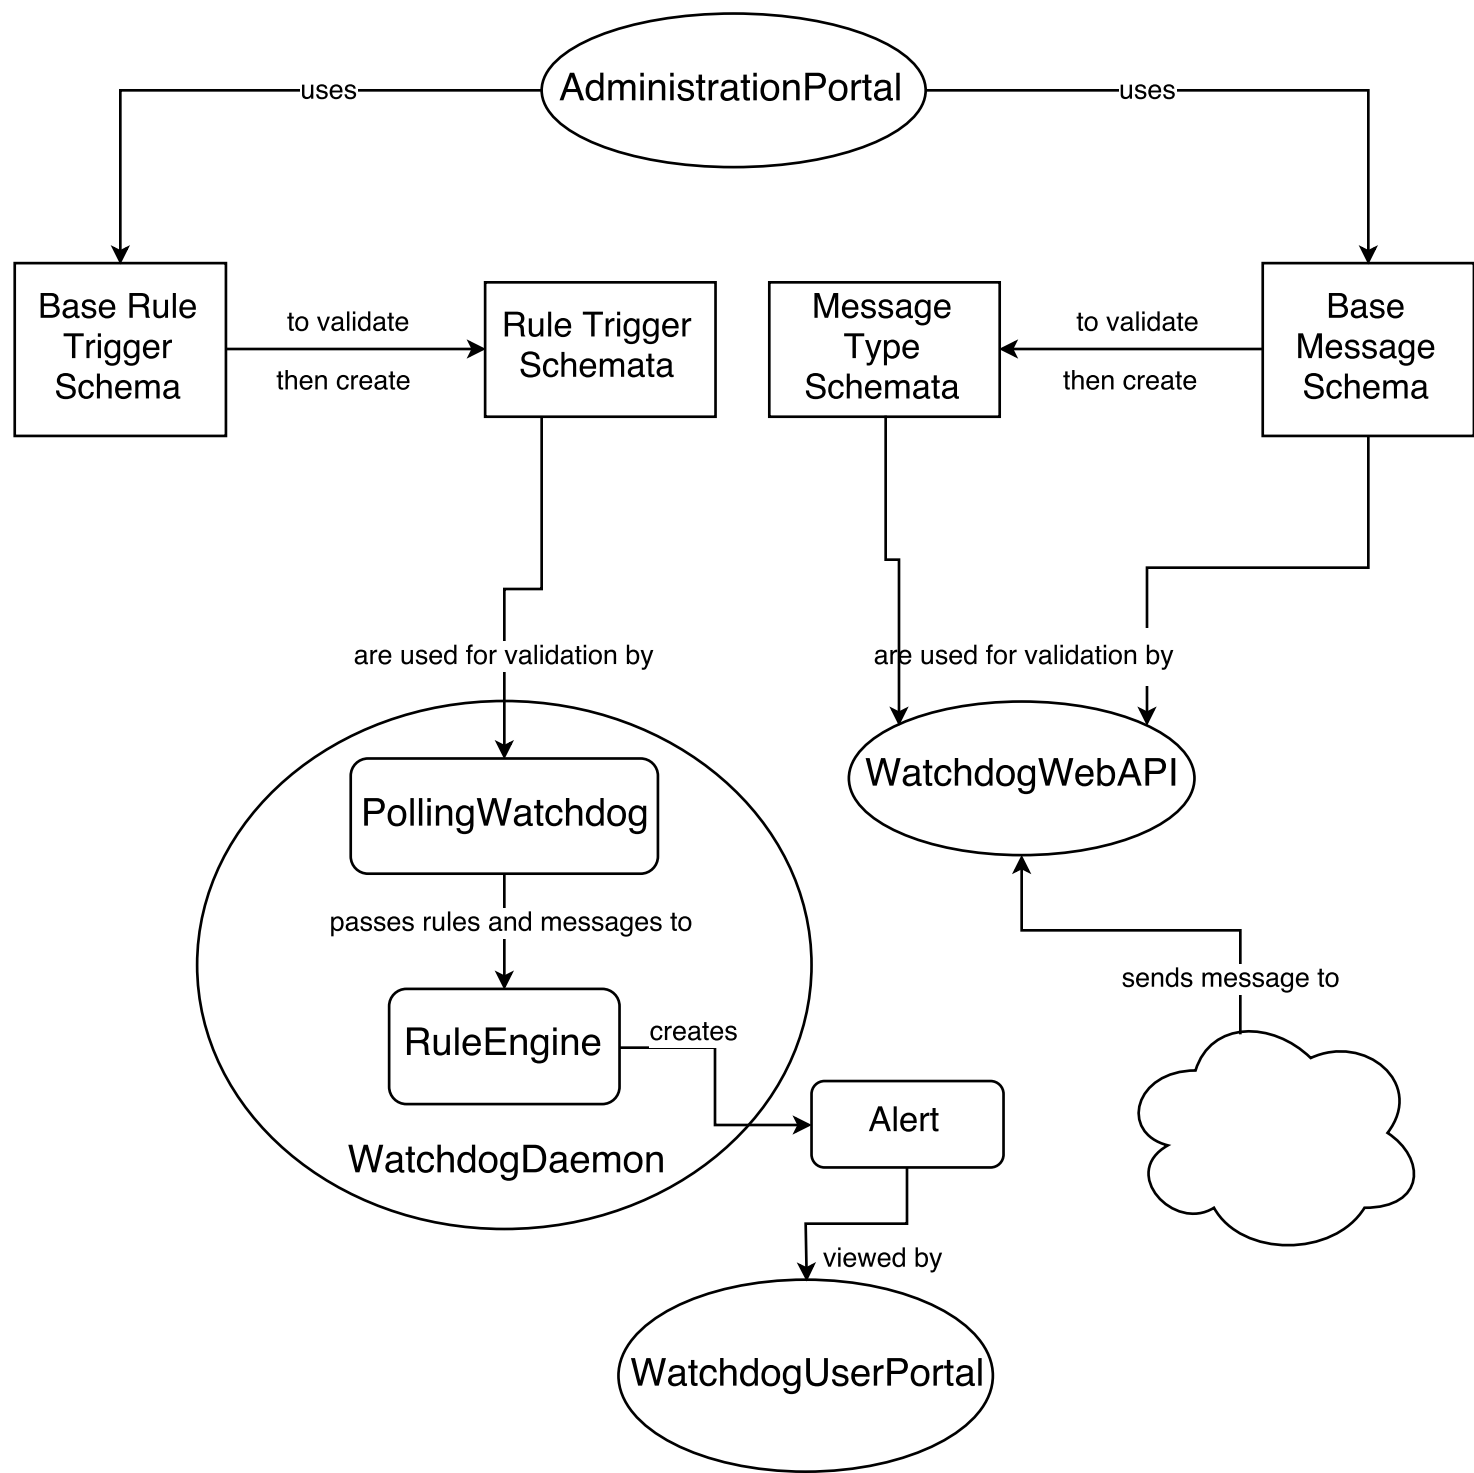 AdministrationPortal
uses
uses
Base Rule
Trigger
Schema
to validate
then create
Rule Trigger
Schemata
Message
Type
Schemata
to validate
then create
Base
Message
Schema
are used for validation by
are used for validation by
PollingWatchdog
WatchdogWebAPI
passes rules and messages to
sends message to
RuleEngine
creates
Alert
WatchdogDaemon
viewed by
WatchdogUserPortal